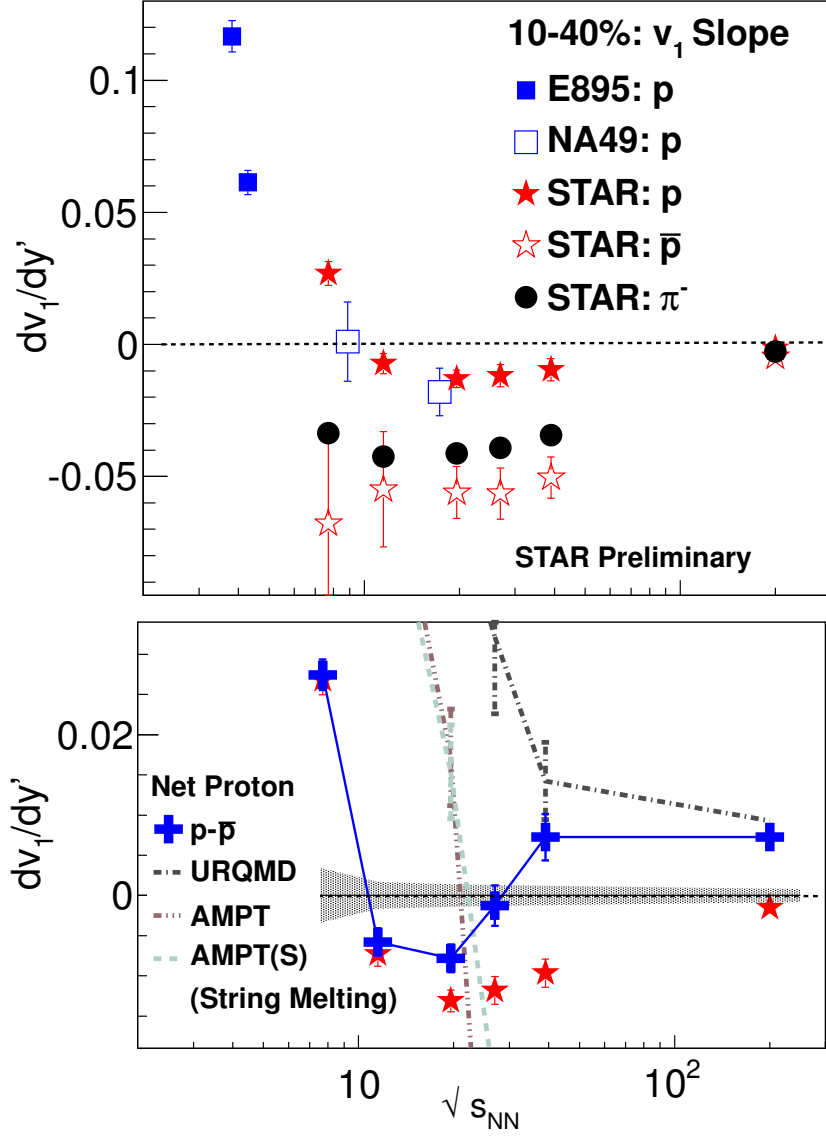 10-40%: v₁ Slope
E895: p
NA49: p
STAR: p
STAR: p̅
STAR: π⁻
0.1
0.05
0
-0.05
dv₁/dy'
STAR Preliminary
0.02
0
dv₁/dy'
Net Proton
p-p̅
URQMD
AMPT
AMPT(S)
(String Melting)
10
10²
√ s_NN